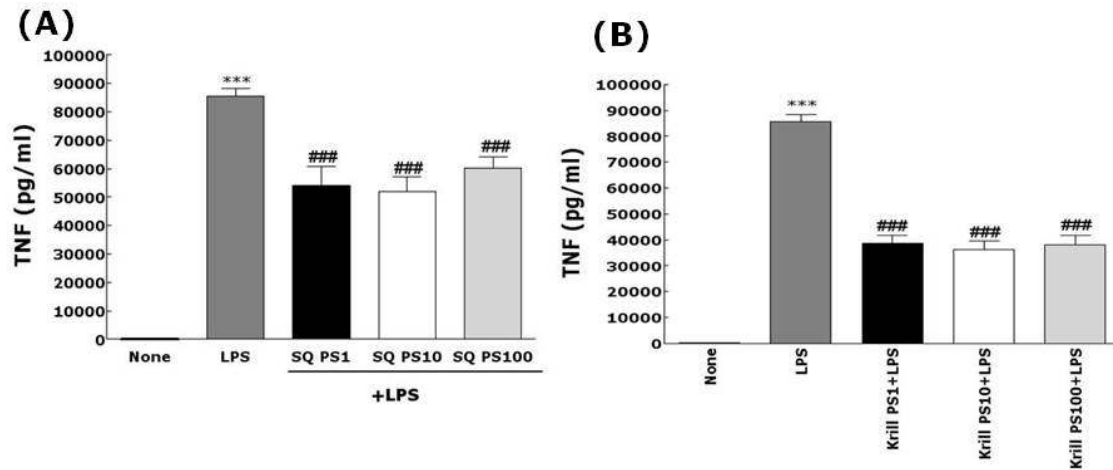 (A)
TNF (pg/ml)
100000
90000
80000
70000
60000
50000
40000
30000
20000
10000
0
***
###
###
###
None LPS SQ PS1 SQ PS10 SQ PS100
+LPS
(B)
TNF (pg/ml)
100000
90000
80000
70000
60000
50000
40000
30000
20000
10000
0
***
###
###
###
None
LPS
Krill PS1+LPS
Krill PS10+LPS
Krill PS100+LPS